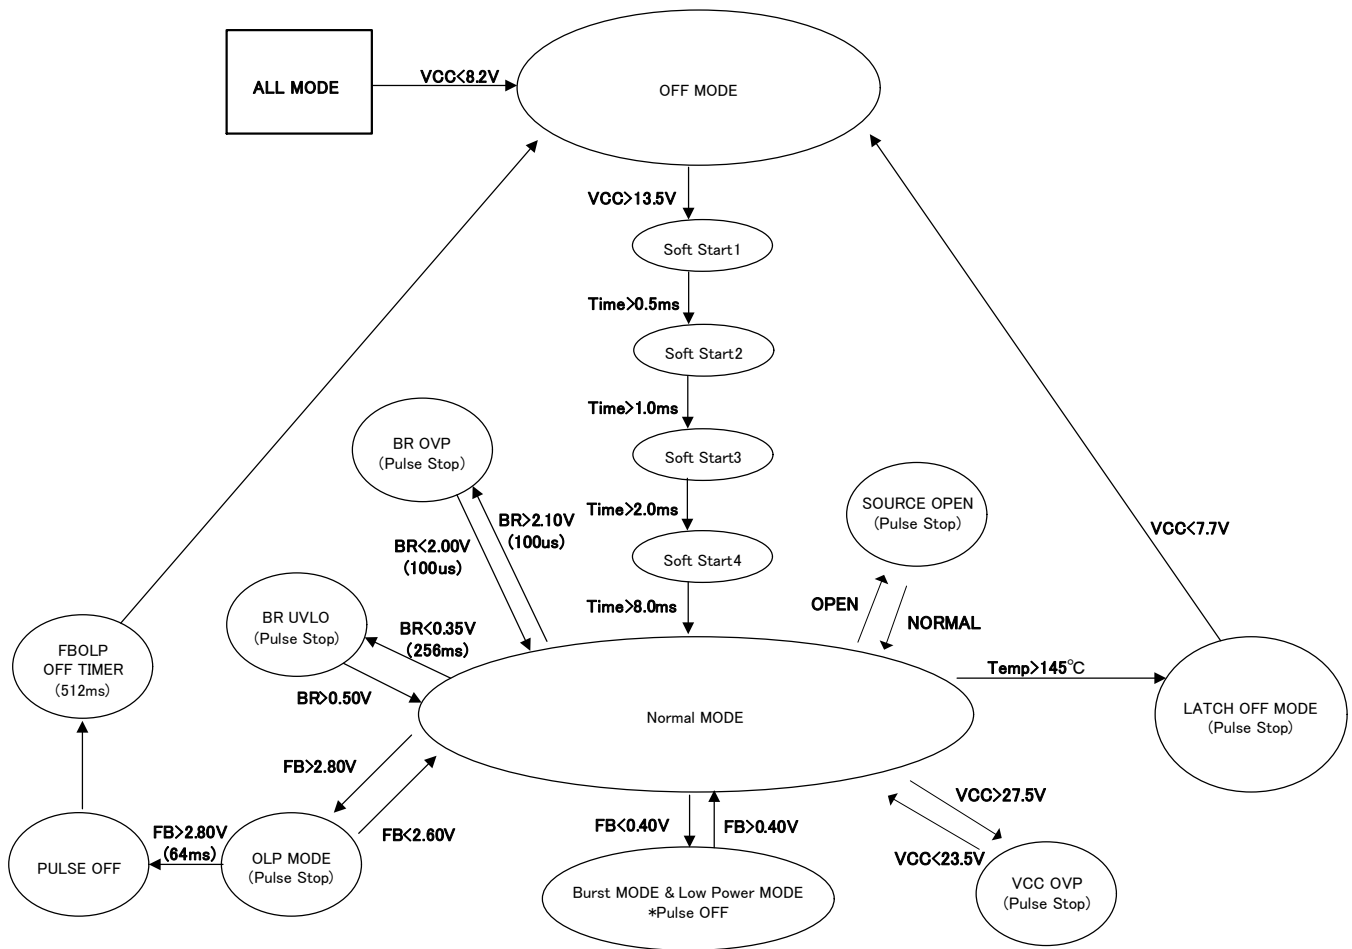 ALL MODE
VCC<8.2V
OFF MODE
VCC>13.5V
Soft Start1
Time>0.5ms
Soft Start2
Time>1.0ms
Soft Start3
Time>2.0ms
Soft Start4
Time>8.0ms
BR OVP
(Pulse Stop)
BR>2.10V
(100us)
BR<2.00V
(100us)
SOURCE OPEN
(Pulse Stop)
OPEN
NORMAL
VCC<7.7V
BR UVLO
(Pulse Stop)
BR<0.35V
(256ms)
BR>0.50V
FBOLP
OFF TIMER
(512ms)
Normal MODE
Temp>145℃
LATCH OFF MODE
(Pulse Stop)
FB>2.80V
FB<2.60V
FB>2.80V
(64ms)
PULSE OFF
OLP MODE
(Pulse Stop)
FB<0.40V
FB>0.40V
Burst MODE & Low Power MODE
*Pulse OFF
VCC>27.5V
VCC<23.5V
VCC OVP
(Pulse Stop)